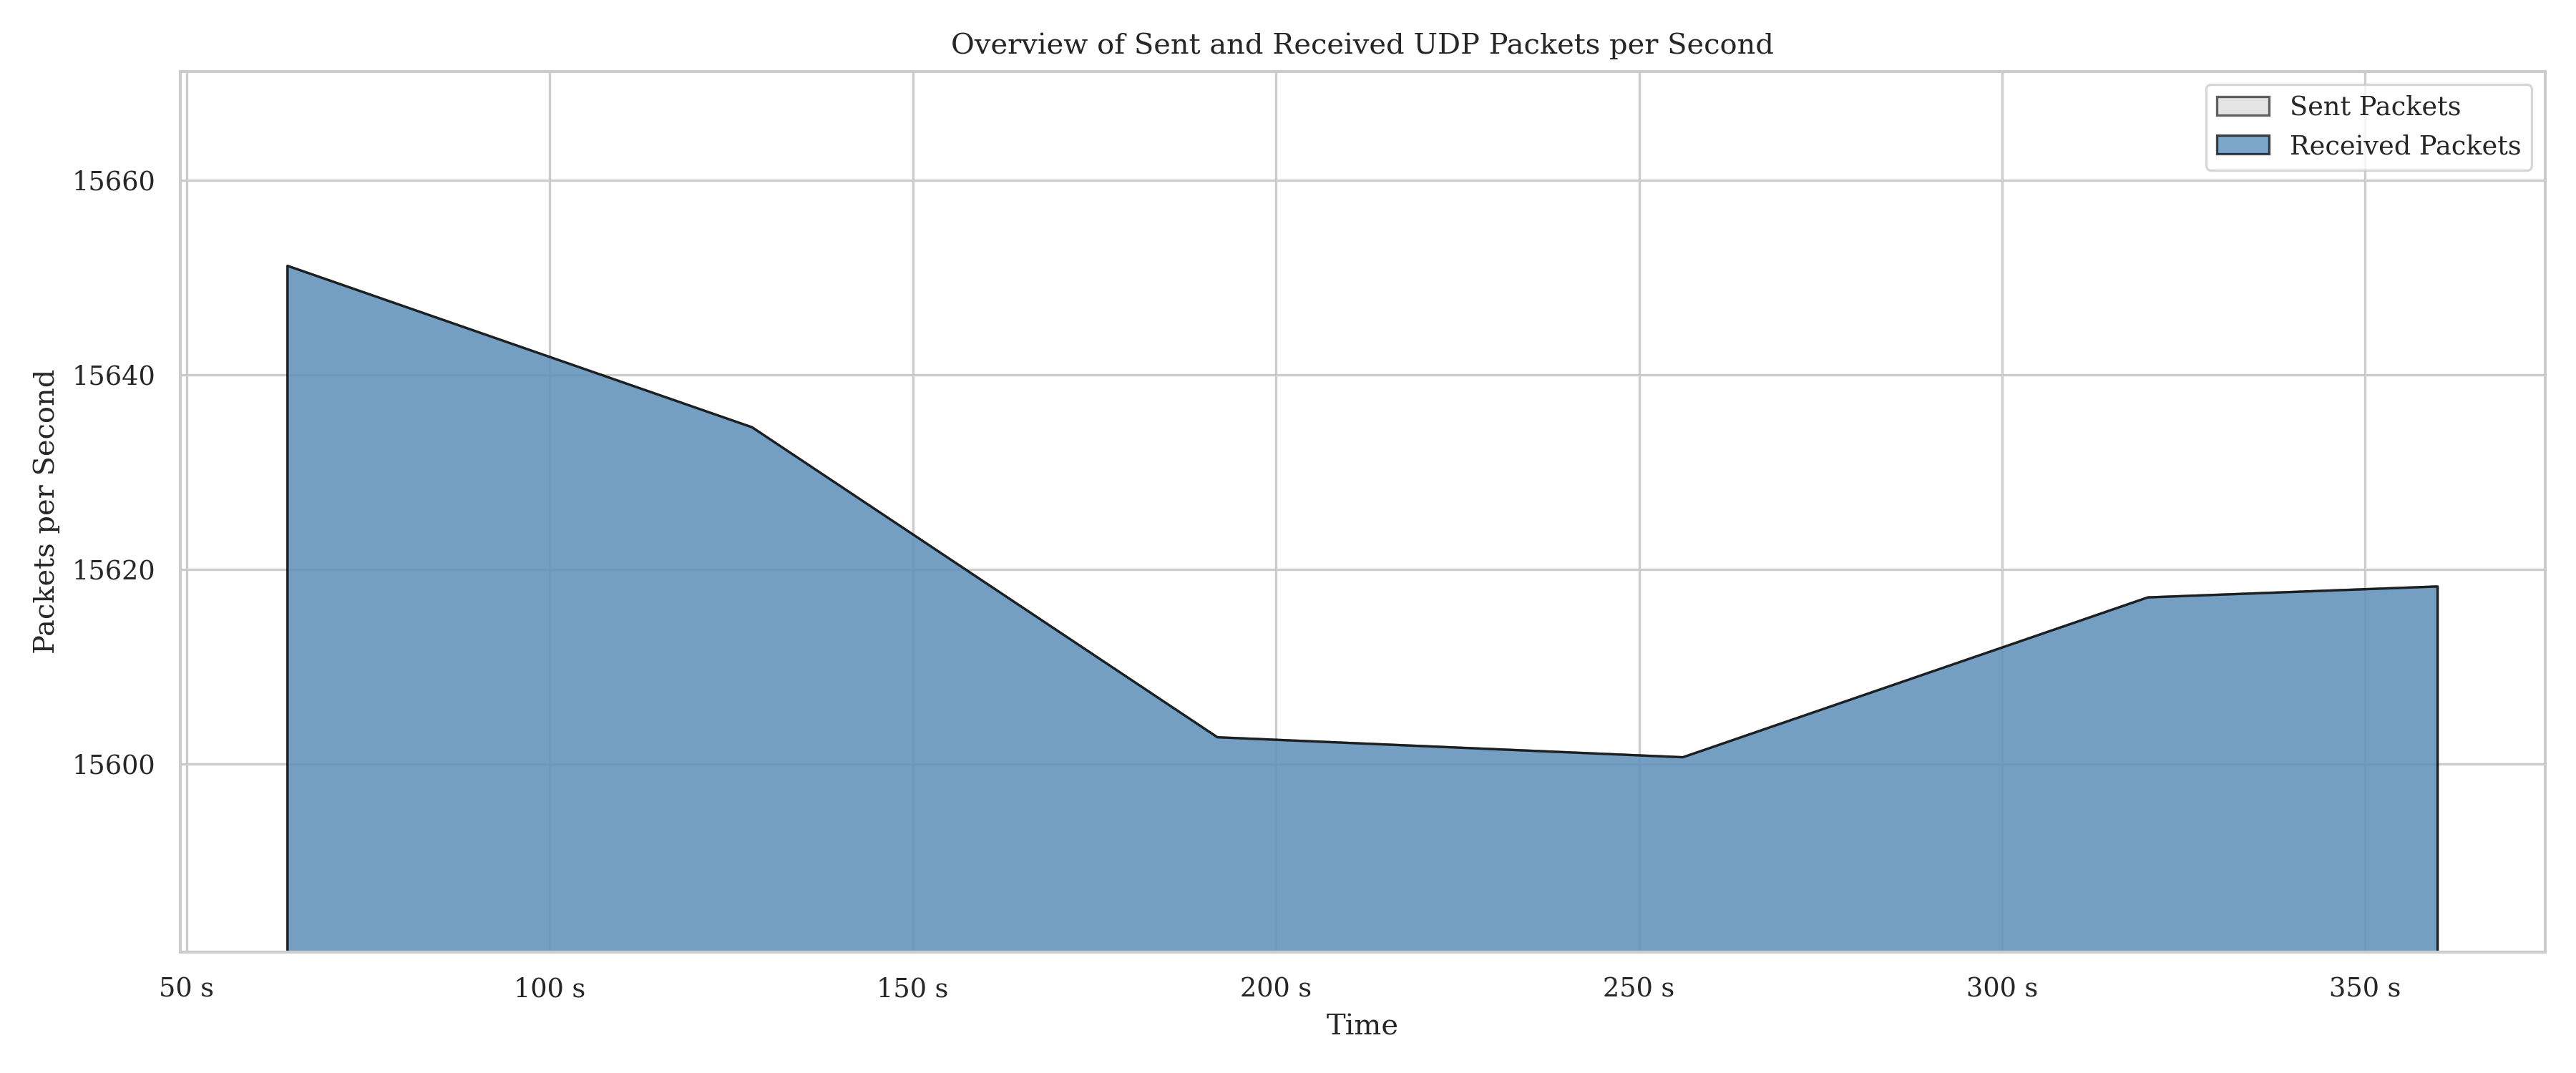 Overview of Sent and Received UDP Packets per Second
Sent Packets
Received Packets
Packets per Second
15660
15640
15620
15600
50 s 100 s 150 s 200 s 250 s 300 s 350 s
Time